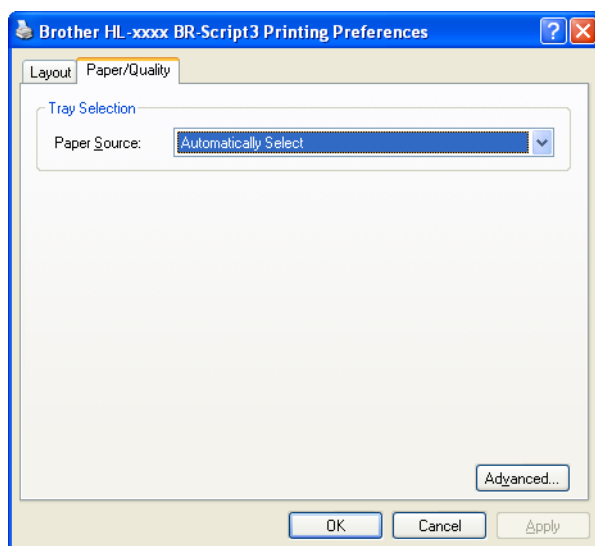 Brother HL-xxxx BR-Script3 Printing Preferences
Layout Paper/Quality
Tray Selection
Paper Source: Automatically Select
Advanced...
OK Cancel Apply